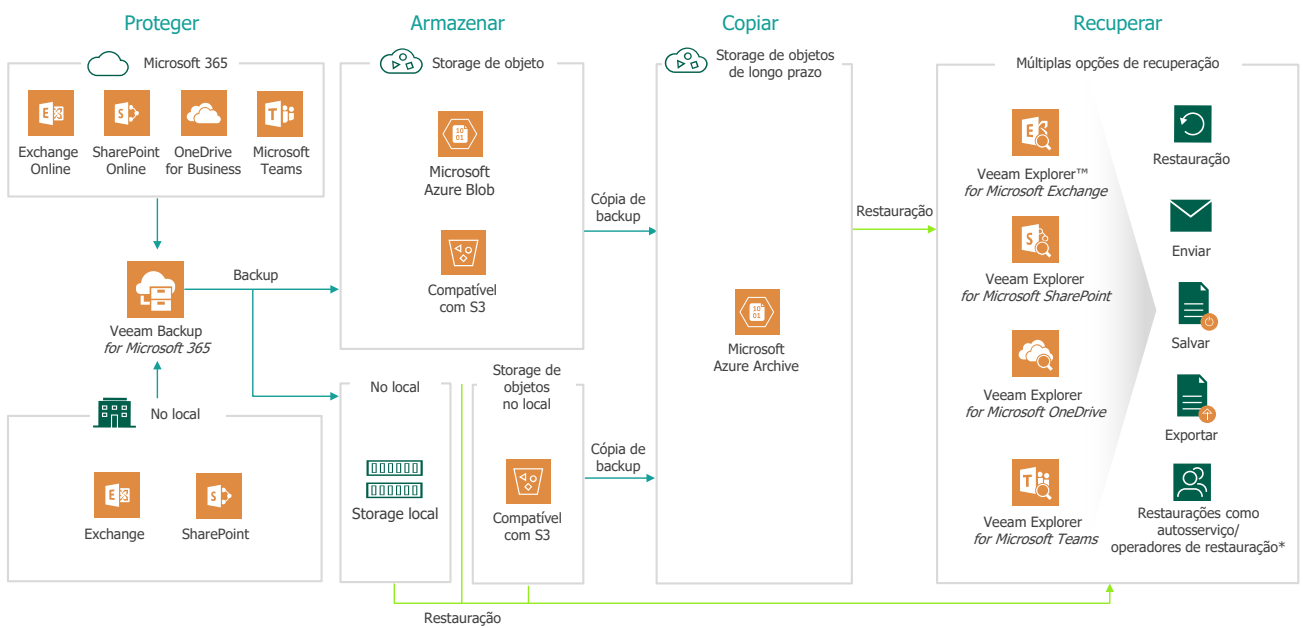 Proteger
Armazenar
Copiar
Recuperar
Microsoft 365
Exchange
Online
SharePoint
Online
OneDrive
for Business
Microsoft
Teams
Veeam Backup
for Microsoft 365
No local
Exchange
SharePoint
Backup
Storage de objeto
10
01
Microsoft
Azure Blob
Compatível
com S3
No local
Storage local
Storage de
objetos
no local
Compatível
com S3
Cópia de
backup
Cópia de
backup
Storage de objetos
de longo prazo
10
01
Microsoft
Azure Archive
Restauração
Restauração
Múltiplas opções de recuperação
Veeam Explorer™
for Microsoft Exchange
Veeam Explorer
for Microsoft SharePoint
Veeam Explorer
for Microsoft OneDrive
Veeam Explorer
for Microsoft Teams
Restauração
Enviar
Salvar
Exportar
Restaurações como
autosserviço/
operadores de restauração*